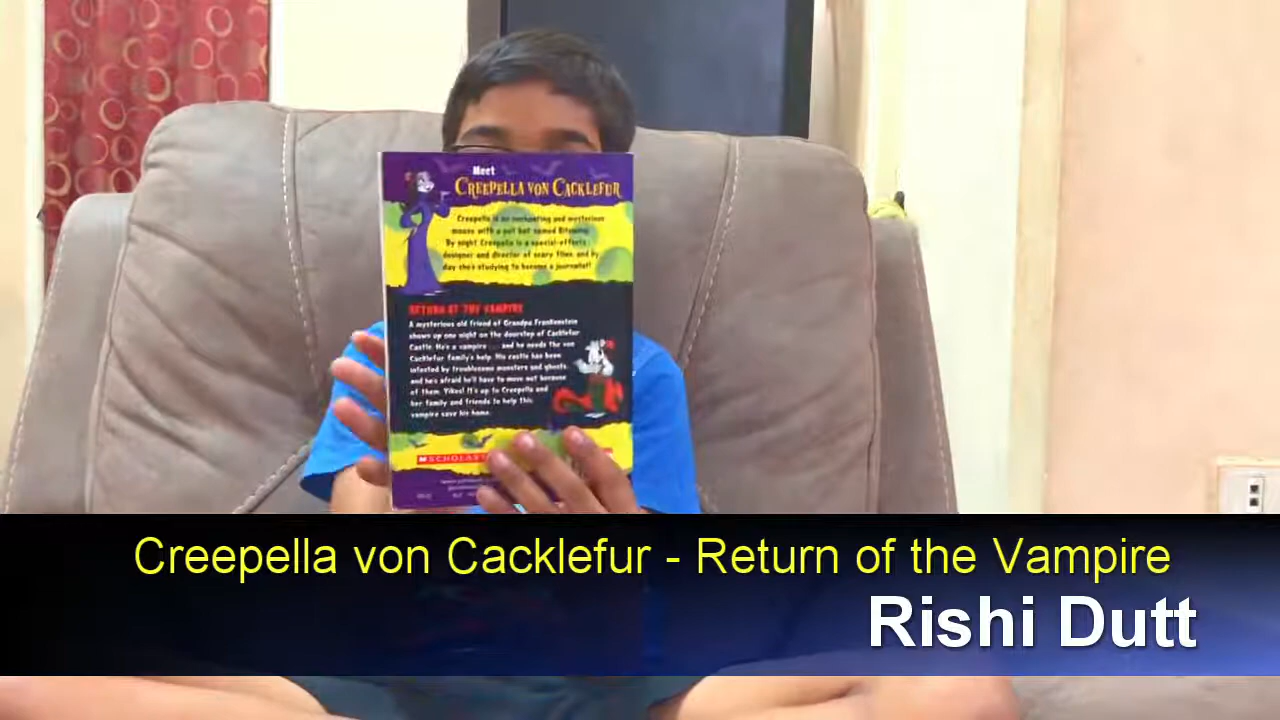 Meet
CREEPELLA VON CACKLEFUR
Creepella is an enchanting and mysterious
mouse with a pet bat named Bitewing.
By night Creepella is a special-effects
designer and director of scary films, and by
day she's studying to become a journalist!
RETURN OF THE VAMPIRE
A mysterious old friend of Grandpa Frankenstein
shows up one night on the doorstep of Cacklefur
Castle. He's a vampire ... and he needs the von
Cacklefur family's help. His castle has been
infested by troublesome monsters and ghosts,
and he's afraid he'll have to move out because
of them. Yikes! It's up to Creepella and
her family and friends to help this
vampire save his home.
SCHOLAST
Creepella von Cacklefur - Return of the Vampire
Rishi Dutt